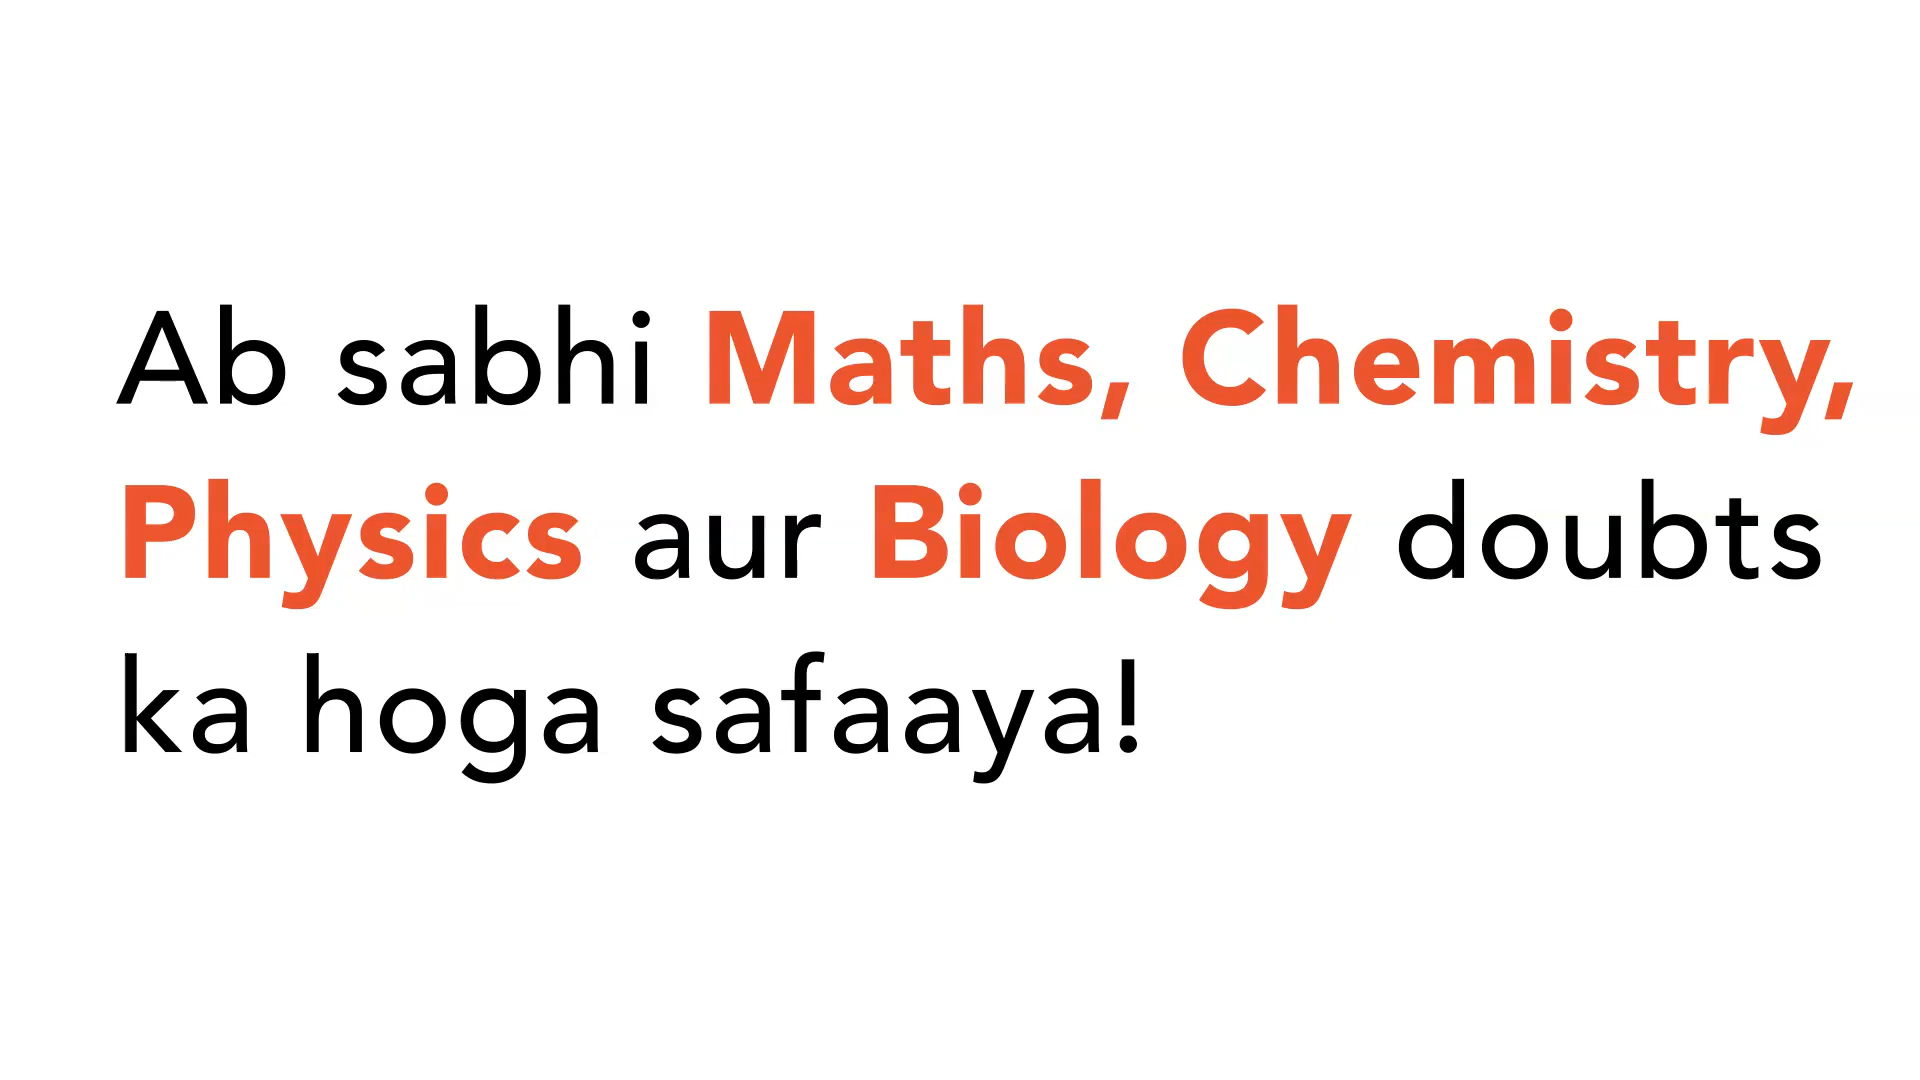 Ab sabhi Maths, Chemistry,
Physics aur Biology doubts
ka hoga safaaya!